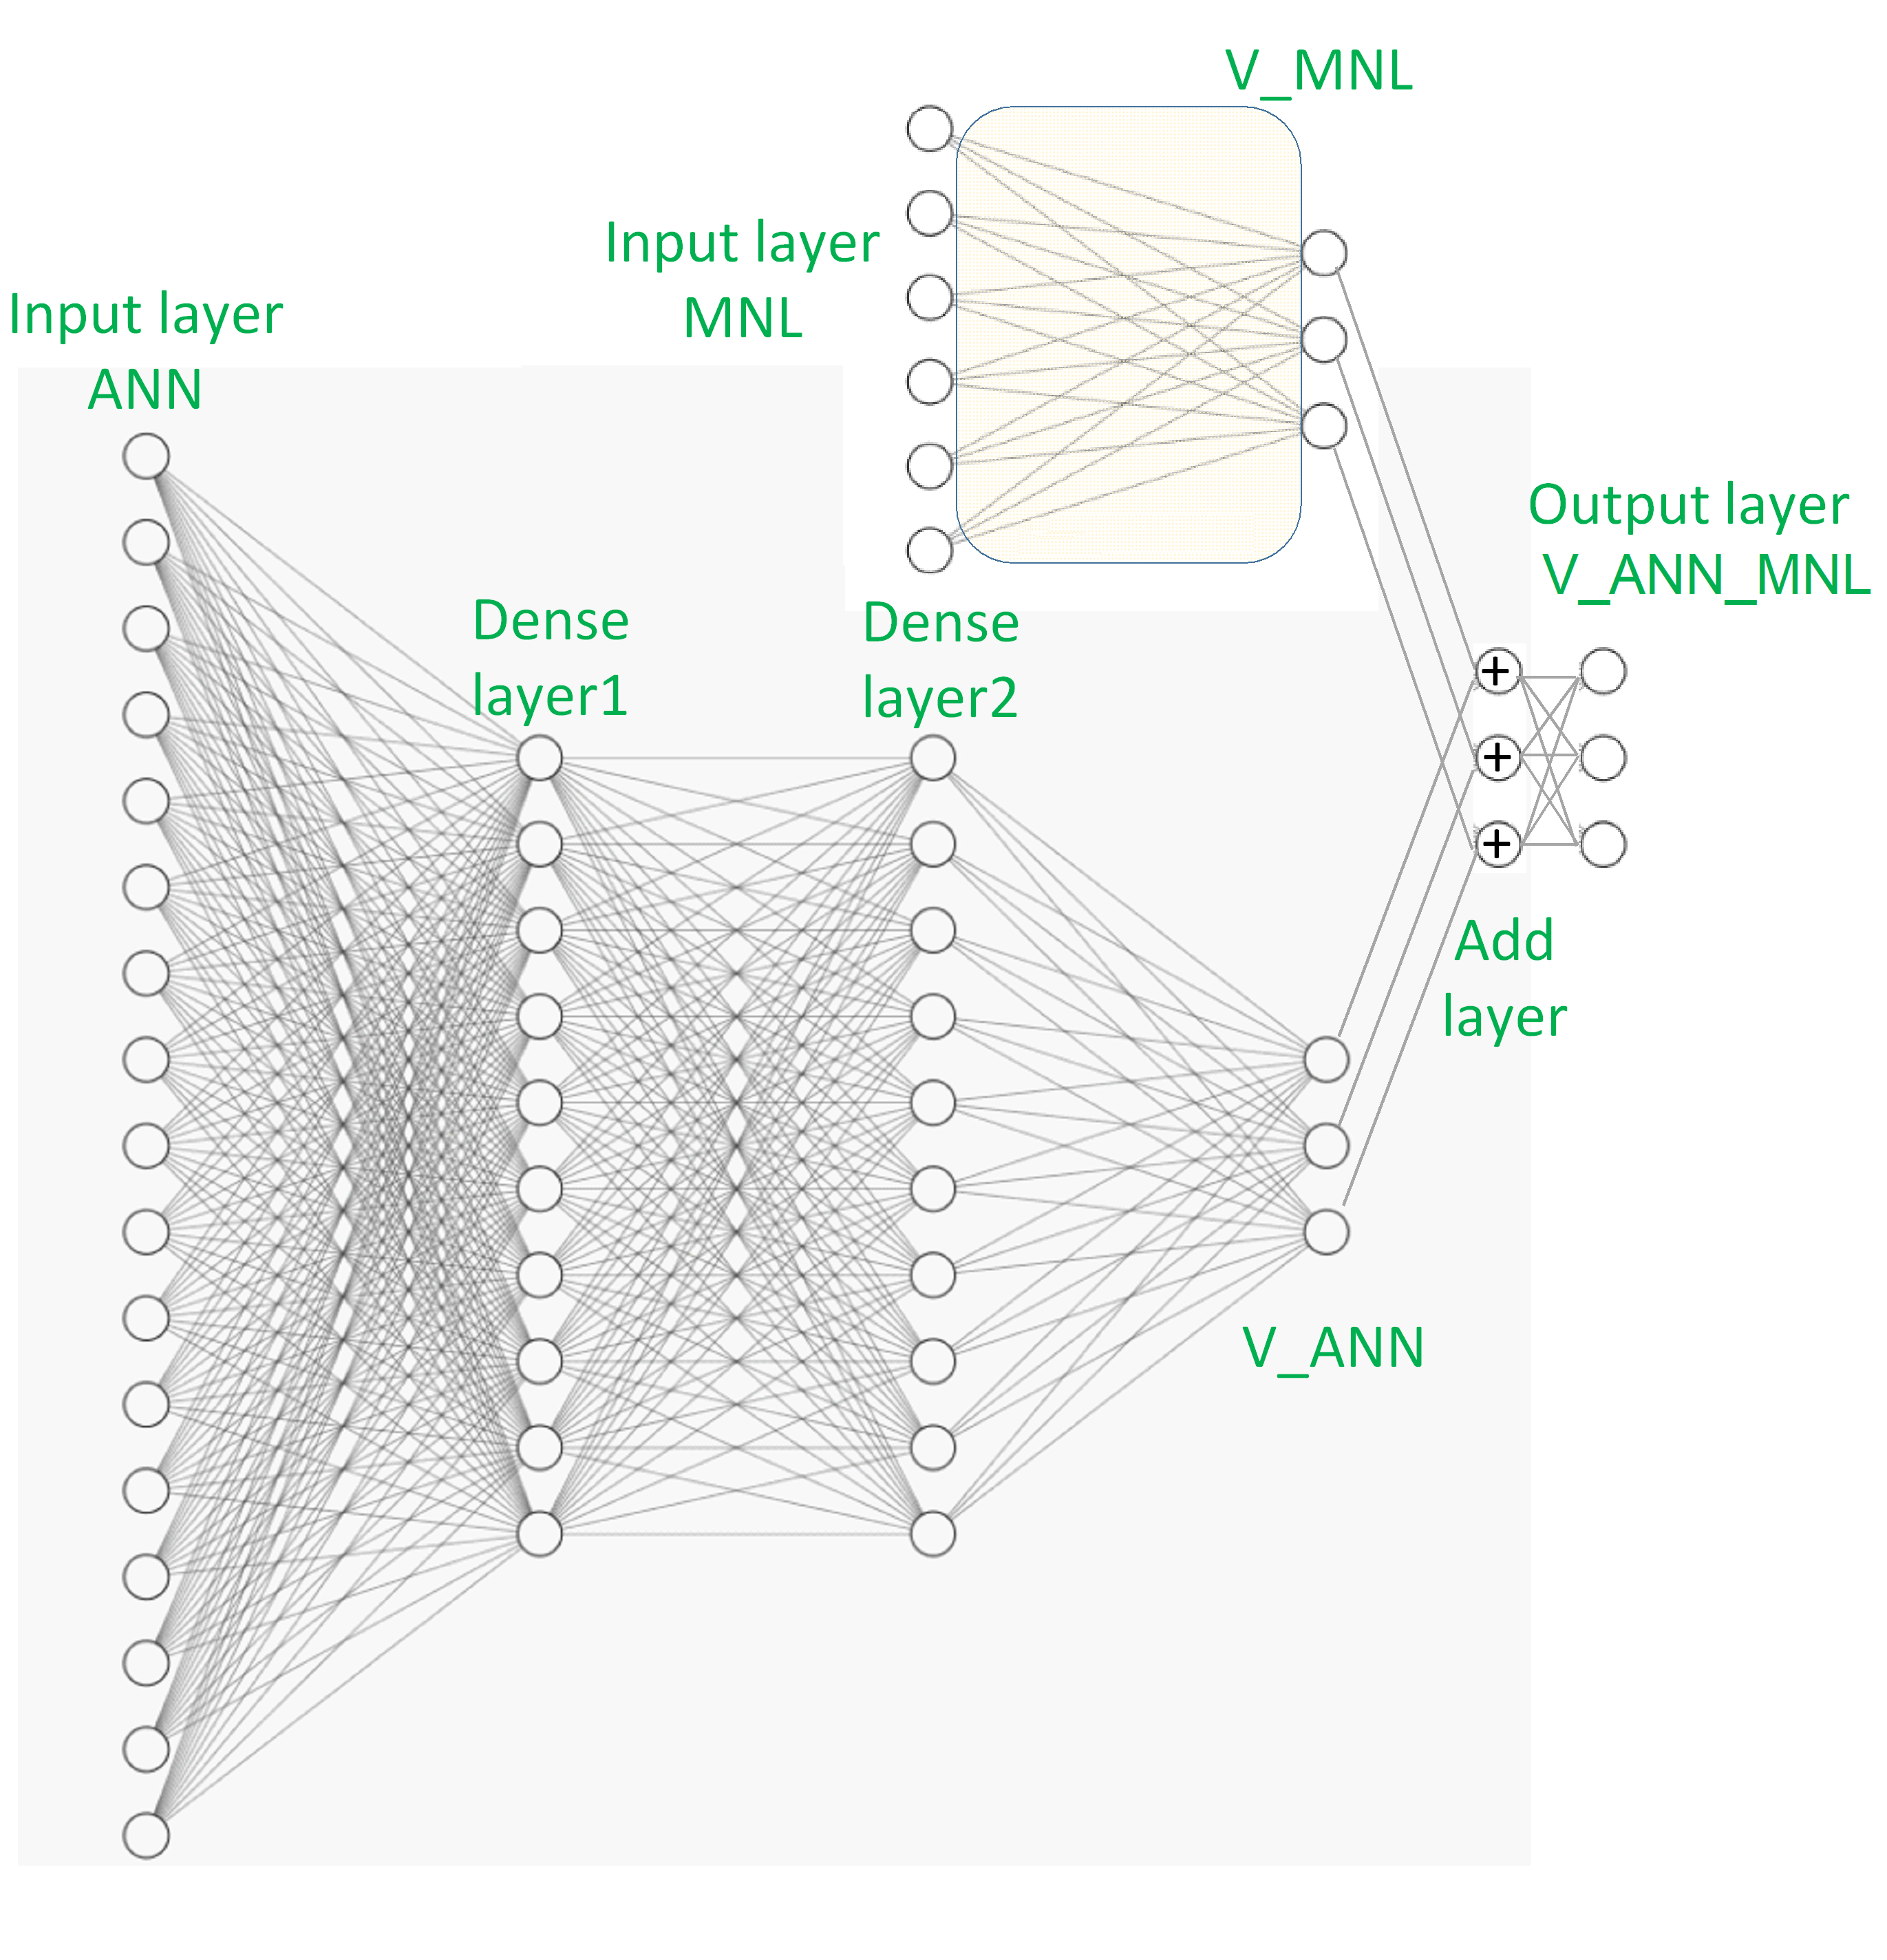 V_MNL
Input layer
MNL
Input layer
ANN
Output layer
V_ANN_MNL
Dense
layer1
Dense
layer2
+
+
+
Add
layer
V_ANN